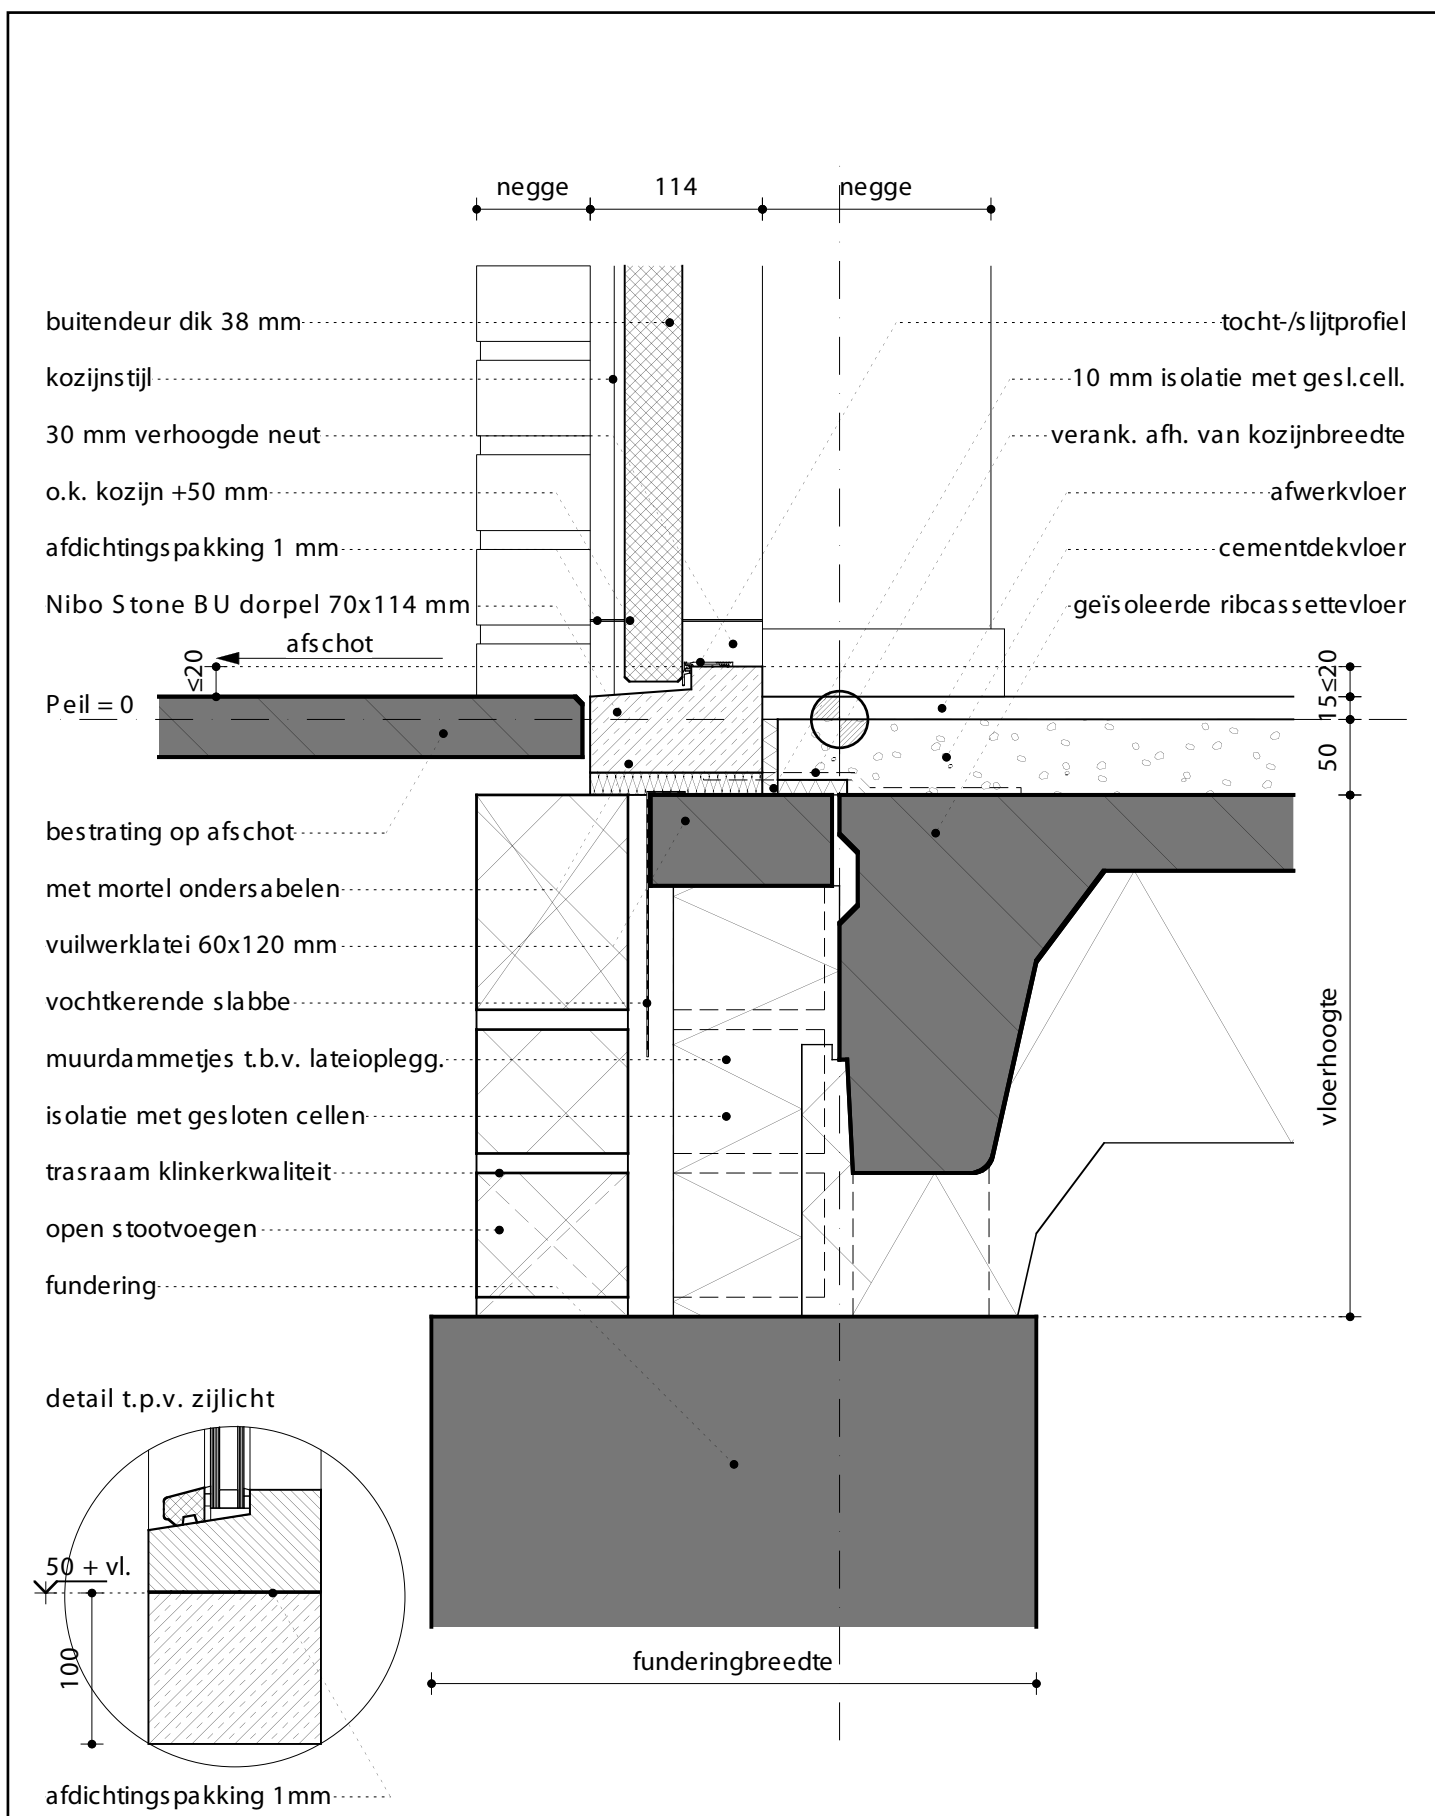 negge
114
negge
buitendeur dik 38 mm
kozijnstijl
30 mm verhoogde neut
o.k. kozijn +50 mm
afdichtingspakking 1 mm
Nibo Stone BU dorpel 70x114 mm
afschot
≤20
Peil = 0
tocht-/slijtprofiel
10 mm isolatie met gesl.cell.
verank. afh. van kozijnbreedte
afwerkvloer
cementdekvloer
geïsoleerde ribcassettevloer
15≤20
50
bestrating op afschot
met mortel ondersabelen
vuilwerklatei 60x120 mm
vochtkerende slabbe
muurdammetjes t.b.v. lateioplegg.
isolatie met gesloten cellen
trasraam klinkerkwaliteit
open stootvoegen
fundering
vloerhoogte
detail t.p.v. zijlicht
50 + vl.
100
afdichtingspakking 1mm
funderingbreedte